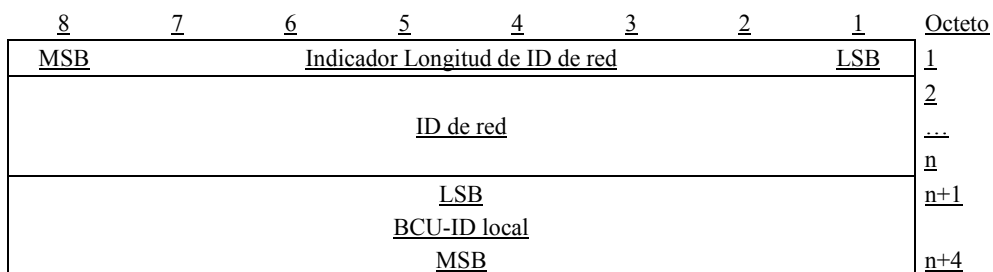 8 7 6 5 4 3 2 1 Octeto
MSB Indicador Longitud de ID de red LSB 1
2
ID de red …
n
LSB n+1
BCU-ID local
MSB n+4